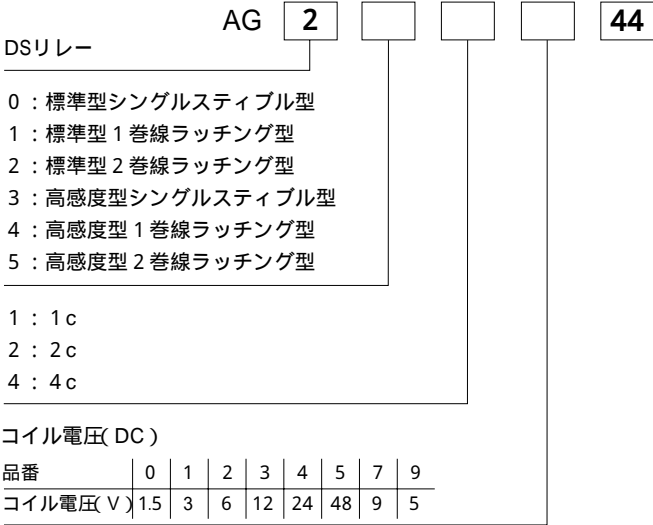 AG 2 44
DSリレー
0：標準型シングルスティブル型
1：標準型1巻線ラッチング型
2：標準型2巻線ラッチング型
3：高感度型シングルスティブル型
4：高感度型1巻線ラッチング型
5：高感度型2巻線ラッチング型
1：1c
2：2c
4：4c
コイル電圧(DC)
品番 0 1 2 3 4 5 7 9
コイル電圧(V) 1.5 3 6 12 24 48 9 5